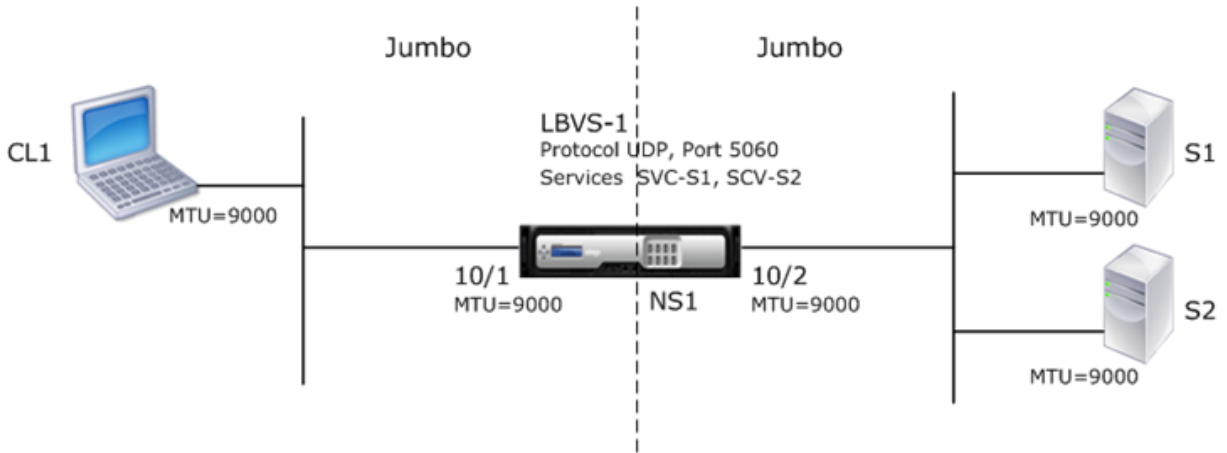 Jumbo
Jumbo
CL1
MTU=9000
LBVS-1
Protocol UDP, Port 5060
Services SVC-S1, SCV-S2
10/1
MTU=9000
NS1
10/2
MTU=9000
S1
MTU=9000
S2
MTU=9000